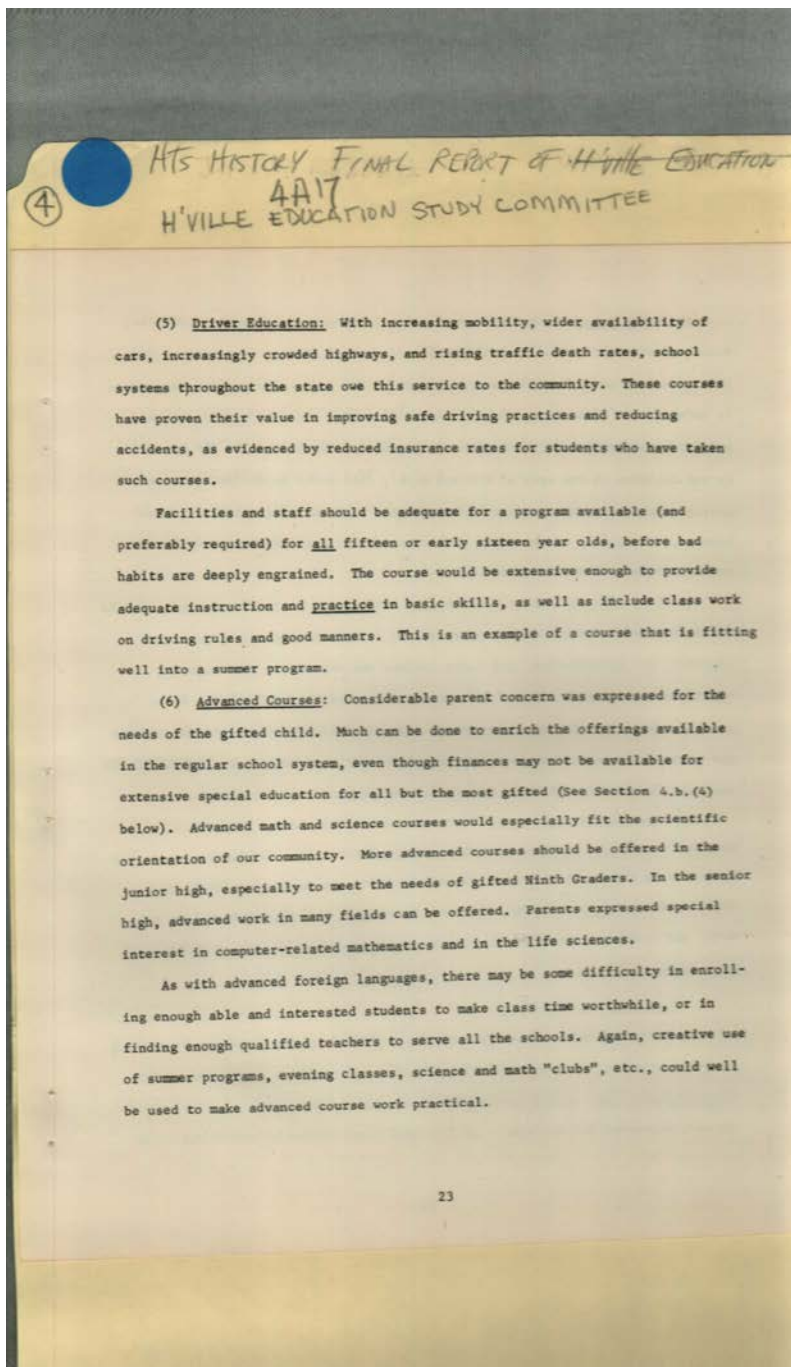 HTS HISTORY FINAL REPORT OF H'ville EDUCATION
4A17
4
H'VILLE EDUCATION STUDY COMMITTEE
(5) Driver Education: With increasing mobility, wider availability of
cars, increasingly crowded highways, and rising traffic death rates, school
systems throughout the state owe this service to the community. These courses
have proven their value in improving safe driving practices and reducing
accidents, as evidenced by reduced insurance rates for students who have taken
such courses.
Facilities and staff should be adequate for a program available (and
preferably required) for all fifteen or early sixteen year olds, before bad
habits are deeply engrained. The course would be extensive enough to provide
adequate instruction and practice in basic skills, as well as include class work
on driving rules and good manners. This is an example of a course that is fitting
well into a summer program.
(6) Advanced Courses: Considerable parent concern was expressed for the
needs of the gifted child. Much can be done to enrich the offerings available
in the regular school system, even though finances may not be available for
extensive special education for all but the most gifted (See Section 4.b.(4)
below). Advanced math and science courses would especially fit the scientific
orientation of our community. More advanced courses should be offered in the
junior high, especially to meet the needs of gifted Ninth Graders. In the senior
high, advanced work in many fields can be offered. Parents expressed special
interest in computer-related mathematics and in the life sciences.
As with advanced foreign languages, there may be some difficulty in enroll-
ing enough able and interested students to make class time worthwhile, or in
finding enough qualified teachers to serve all the schools. Again, creative use
of summer programs, evening classes, science and math "clubs", etc., could well
be used to make advanced course work practical.
23